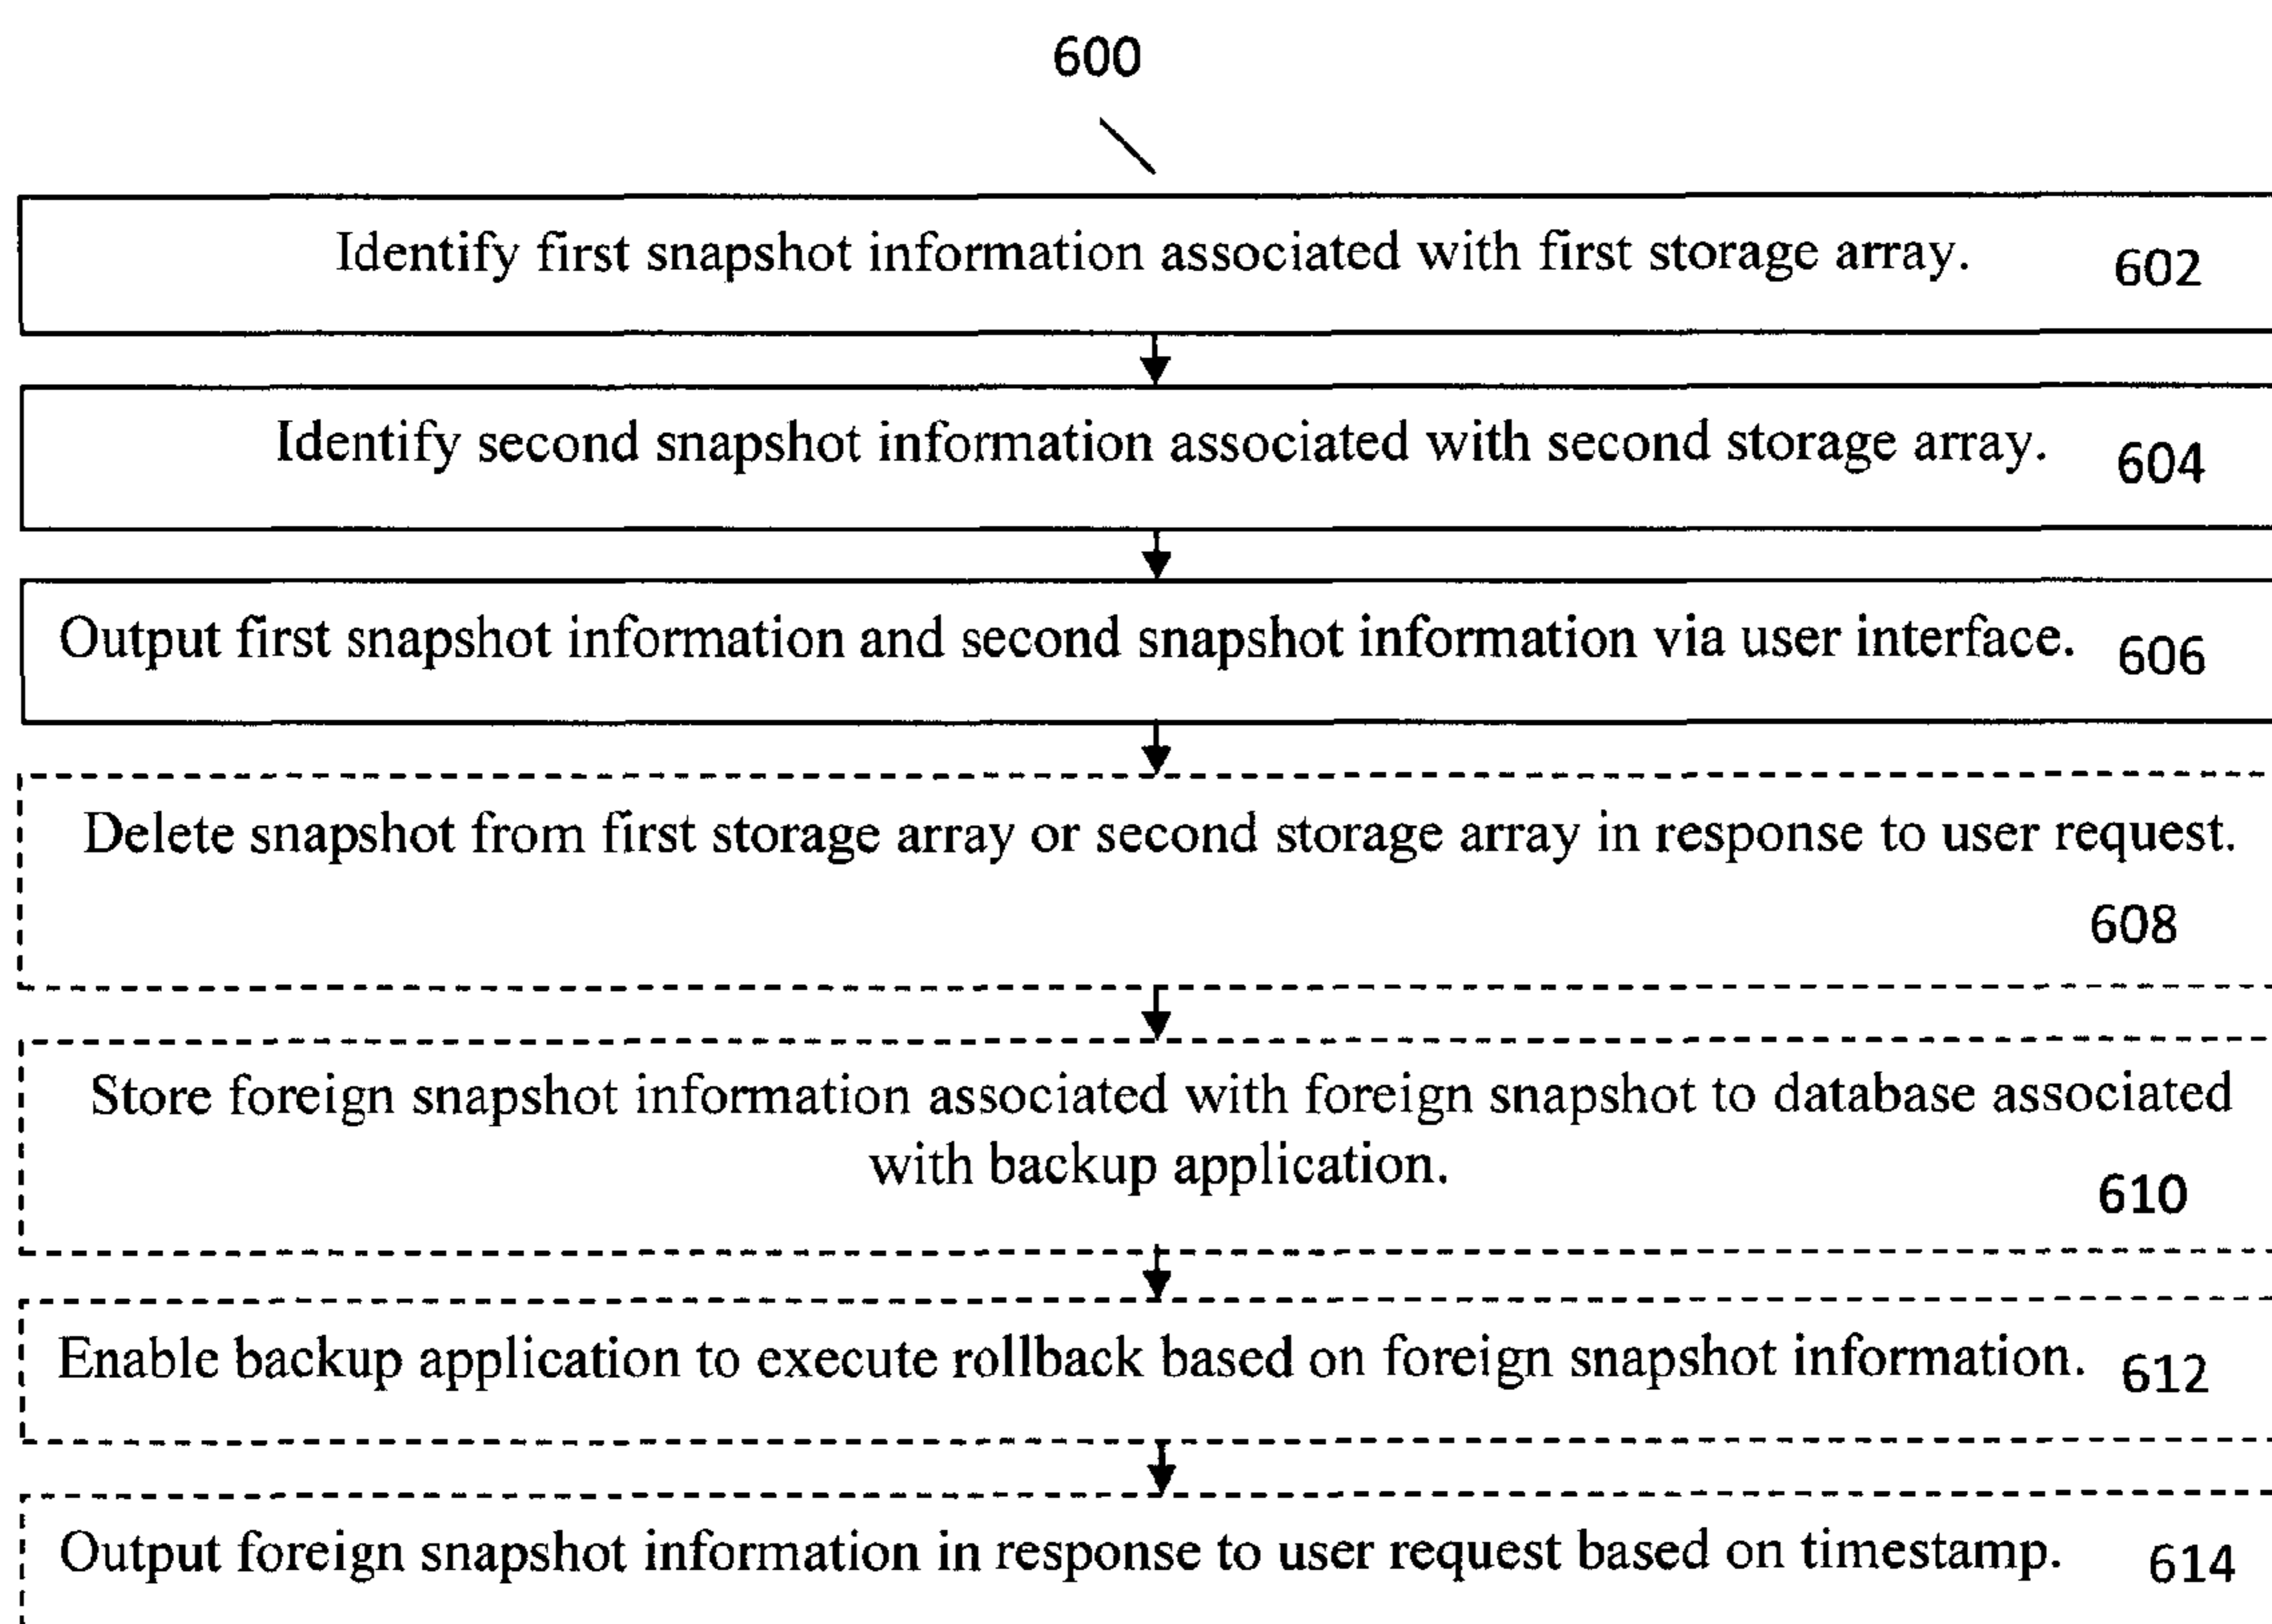 600
Identify first snapshot information associated with first storage array. 602
Identify second snapshot information associated with second storage array. 604
Output first snapshot information and second snapshot information via user interface. 606
Delete snapshot from first storage array or second storage array in response to user request.
608
Store foreign snapshot information associated with foreign snapshot to database associated
with backup application.
610
Enable backup application to execute rollback based on foreign snapshot information. 612
Output foreign snapshot information in response to user request based on timestamp. 614